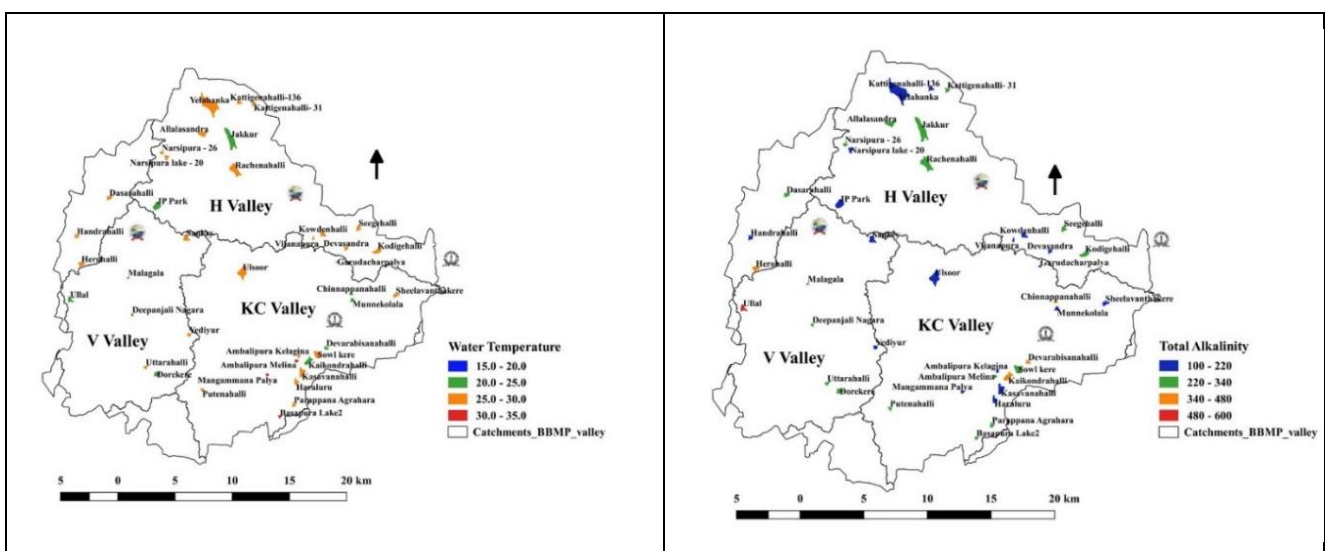 Yelahanka
Kattigenahalli-136
Kattigenahalli- 31
Allalasandra
Jakkur
Narsipura - 26
Narsipura lake - 20
Rachenahalli
Dasarahalli
JP Park
H Valley
Handrahalli
Sankey
Kowdenhalli
Seegehalli
Vijanapura
Devasandra
Kodigehalli
Garudacharpalya
Herohalli
Malagala
Ulsoor
Ullal
Chinnappanahalli
Sheelavanthakere
Munnekolala
Deepanjali Nagara
KC Valley
V Valley
Yediyur
Devarabisanahalli
Ambalipura Kelagina
Sowl kere
Uttarahalli
Ambalipura Melina
Kaikondrahalli
Dorekere
Mangammana Palya
Kasavanahalli
Putenahalli
Haraluru
Parappana Agrahara
Basapura Lake2
Water Temperature
15.0 - 20.0
20.0 - 25.0
25.0 - 30.0
30.0 - 35.0
Catchments_BBMP_valley
5 0 5 10 15 20 km
Kattigenahalli-136
Yelahanka
Kattigenahalli- 31
Allalasandra
Jakkur
Narsipura - 26
Narsipura lake - 20
Rachenahalli
Dasarahalli
JP Park
H Valley
Handrahalli
Sankey
Kowdenhalli
Seegehalli
Vijanapura
Devasandra
Kodigehalli
Garudacharpalya
Herohalli
Malagala
Ulsoor
Ullal
Chinnappanahalli
Sheelavanthakere
Munnekolala
Deepanjali Nagara
KC Valley
V Valley
Yediyur
Devarabisanahalli
Ambalipura Kelagina
Sowl kere
Uttarahalli
Ambalipura Melina
Kaikondrahalli
Dorekere
Mangammana Palya
Kasavanahalli
Putenahalli
Haraluru
Parappana Agrahara
Basapura Lake2
Total Alkalinity
100 - 220
220 - 340
340 - 480
480 - 600
Catchments_BBMP_valley
5 0 5 10 15 20 km